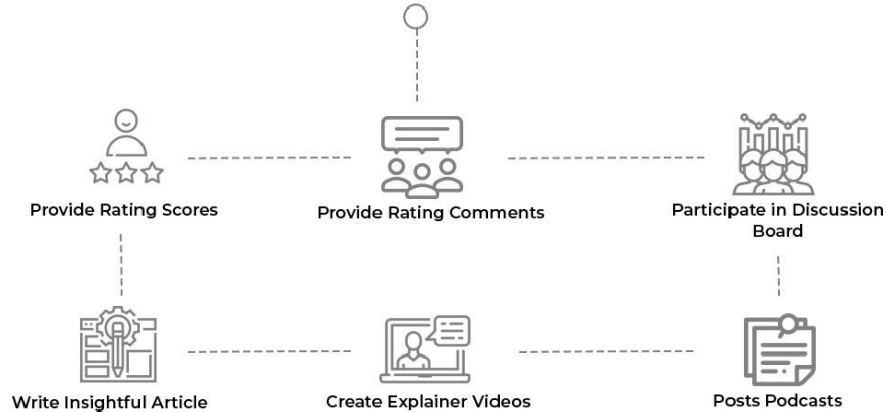 Provide Rating Scores
Provide Rating Comments
Participate in Discussion
Board
Write Insightful Article
Create Explainer Videos
Posts Podcasts